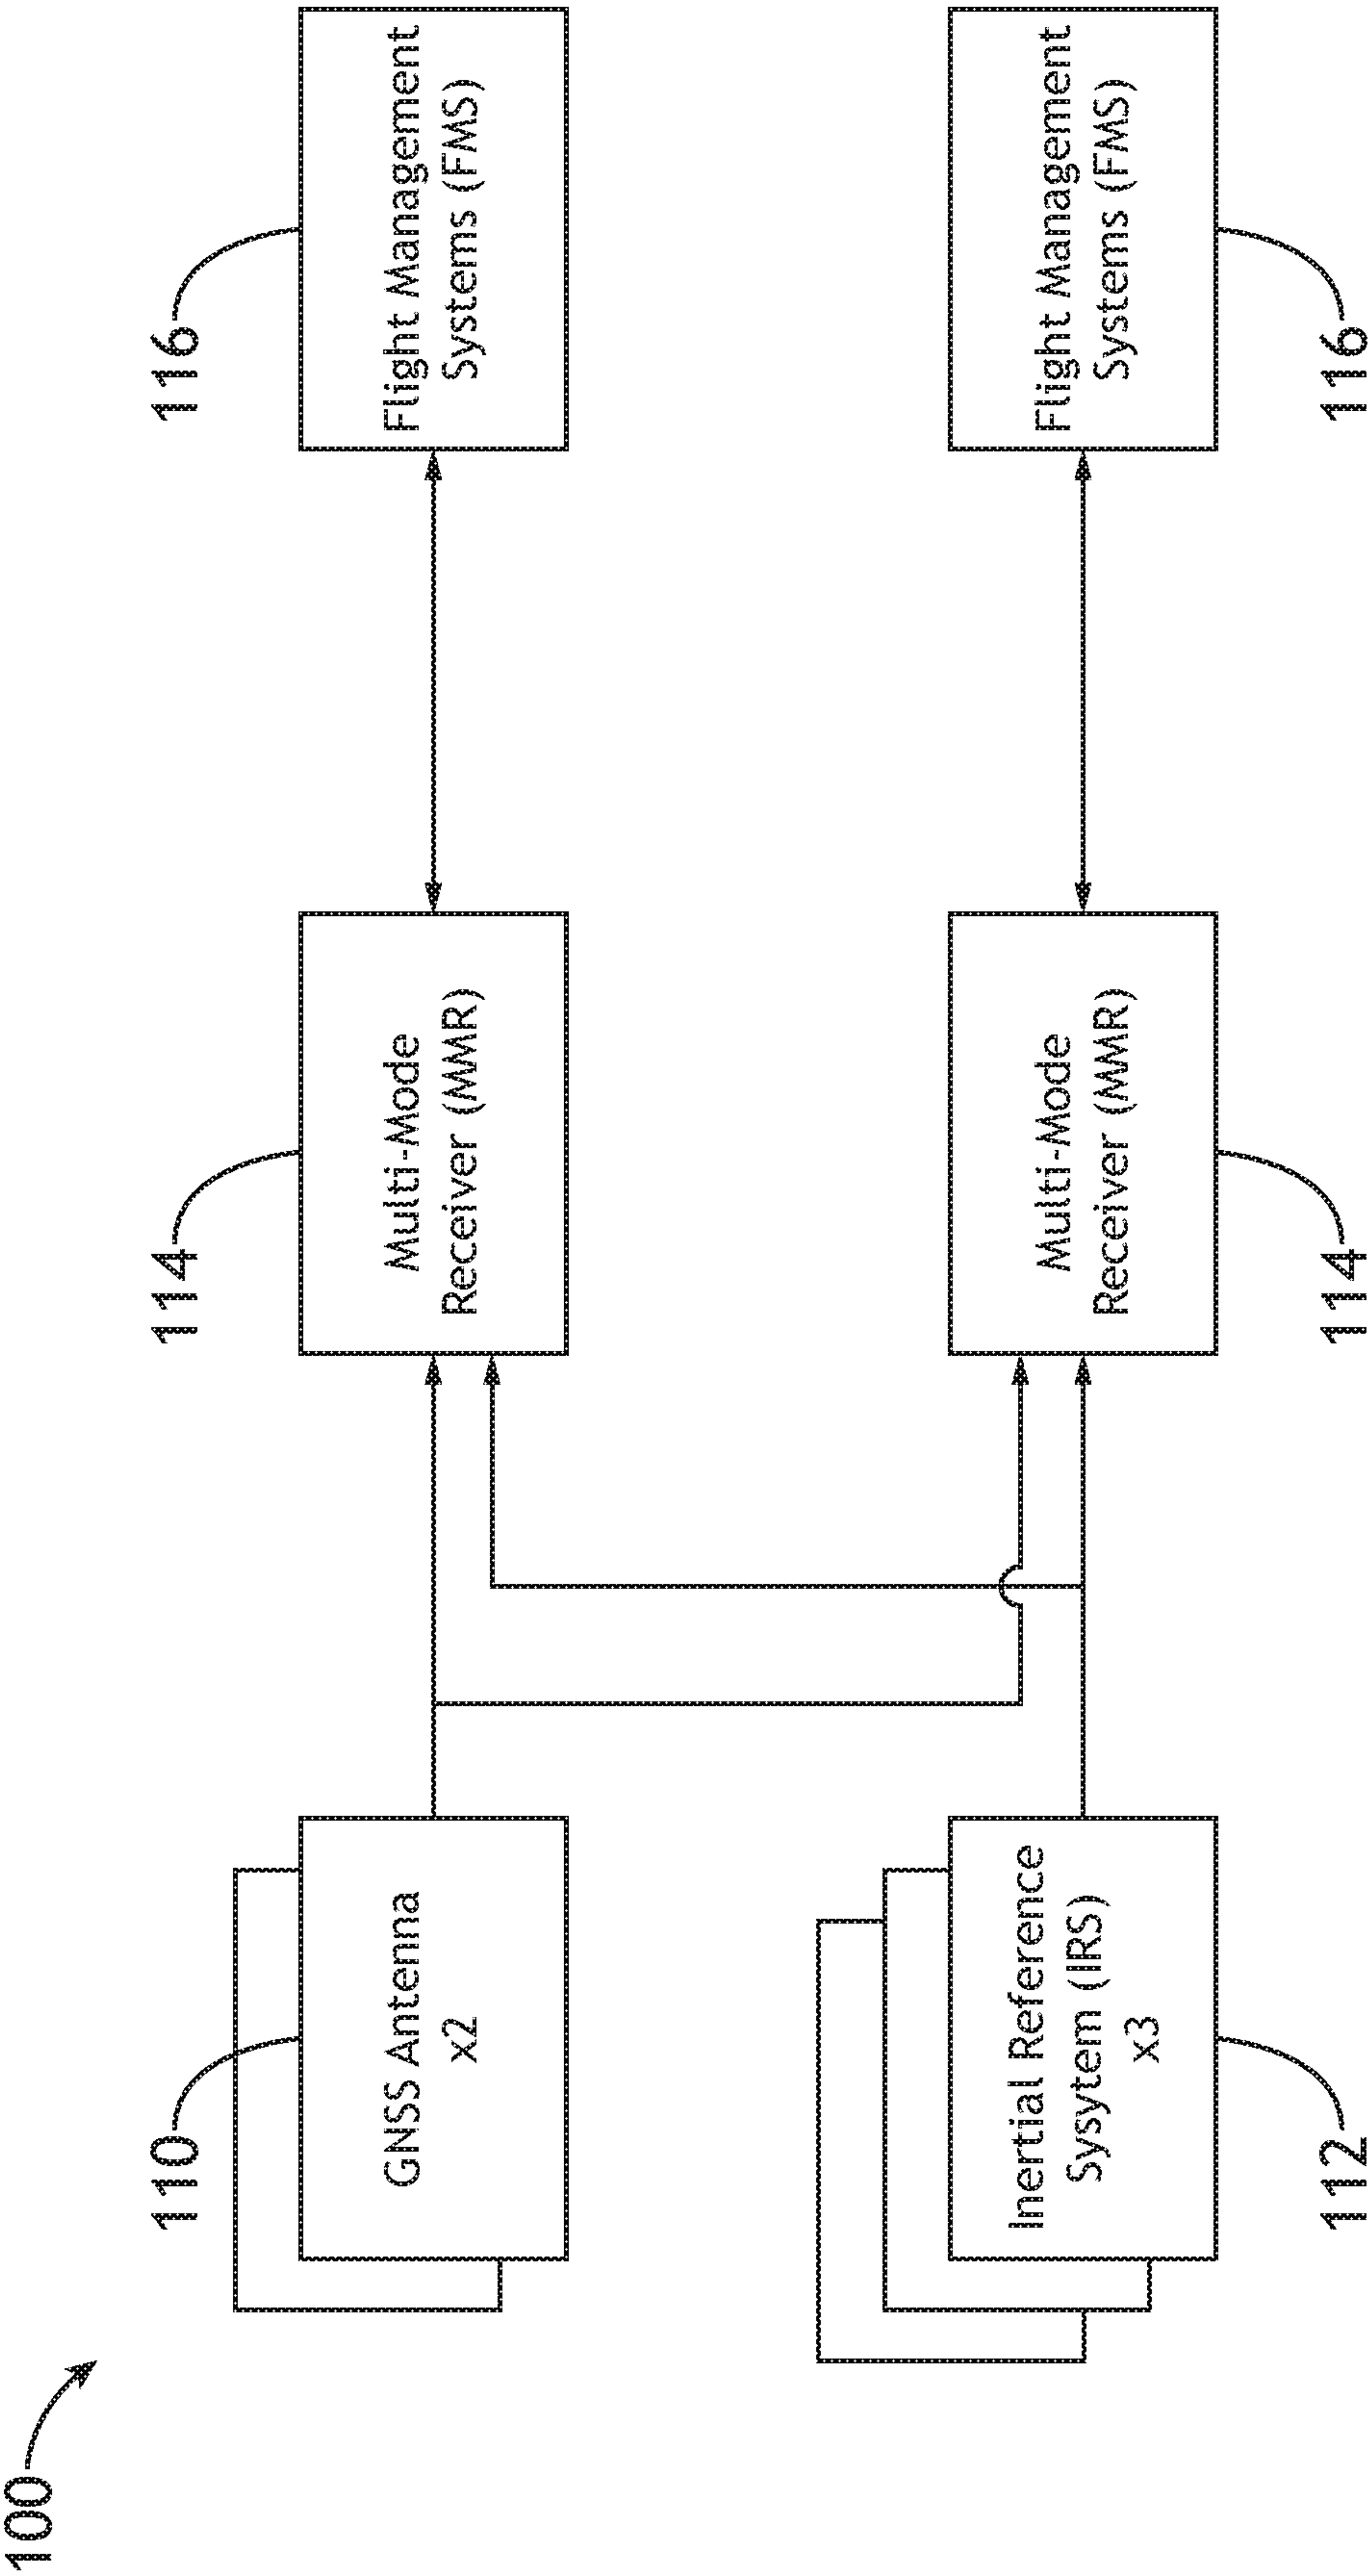 100
110
GNSS Antenna
x2
114
Multi-Mode
Receiver (MMR)
116
Flight Management
Systems (FMS)
Inertial Reference
Sysytem (IRS)
x3
112
Multi-Mode
Receiver (MMR)
114
Flight Management
Systems (FMS)
116